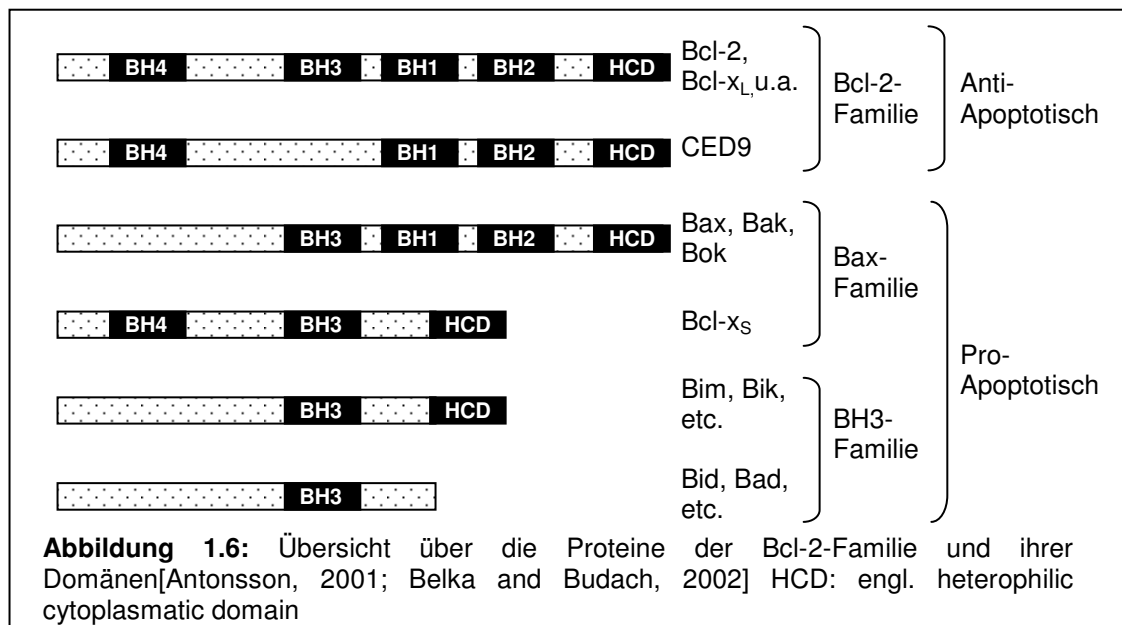 BH4 BH3 BH1 BH2 HCD
Bcl-2,
Bcl-xL,u.a.
BH4 BH1 BH2 HCD
CED9
Bcl-2-
Familie
Anti-
Apoptotisch
BH3 BH1 BH2 HCD
Bax, Bak,
Bok
BH4 BH3 HCD
Bcl-xS
Bax-
Familie
BH3 HCD
Bim, Bik,
etc.
BH3
Bid, Bad,
etc.
BH3-
Familie
Pro-
Apoptotisch
Abbildung 1.6: Übersicht über die Proteine der Bcl-2-Familie und ihrer
Domänen[Antonsson, 2001; Belka and Budach, 2002] HCD: engl. heterophilic
cytoplasmatic domain